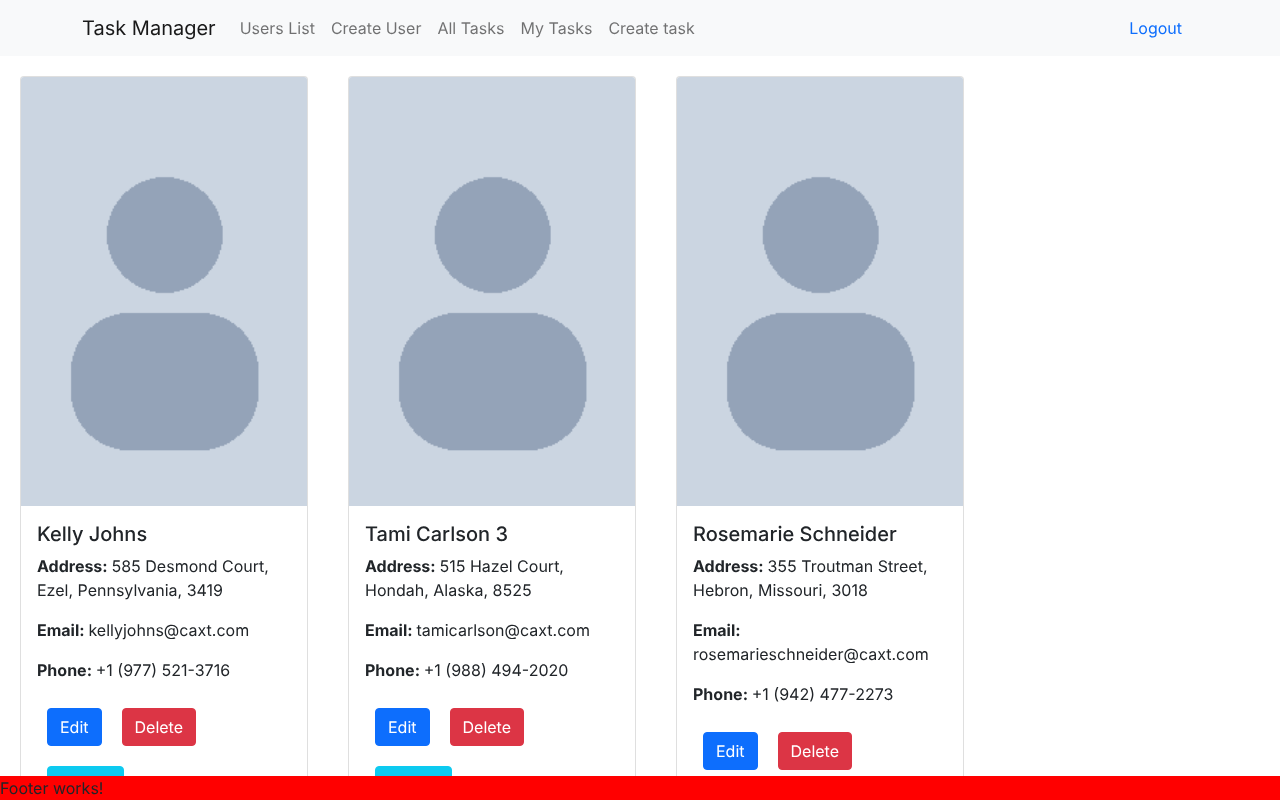 Task Manager Users List Create User All Tasks My Tasks Create task Logout
Kelly Johns
Address: 585 Desmond Court,
Ezel, Pennsylvania, 3419
Email: kellyjohns@caxt.com
Phone: +1 (977) 521-3716
Edit Delete
Tami Carlson 3
Address: 515 Hazel Court,
Hondah, Alaska, 8525
Email: tamicarlson@caxt.com
Phone: +1 (988) 494-2020
Edit Delete
Rosemarie Schneider
Address: 355 Troutman Street,
Hebron, Missouri, 3018
Email:
rosemarieschneider@caxt.com
Phone: +1 (942) 477-2273
Edit Delete
Footer works!